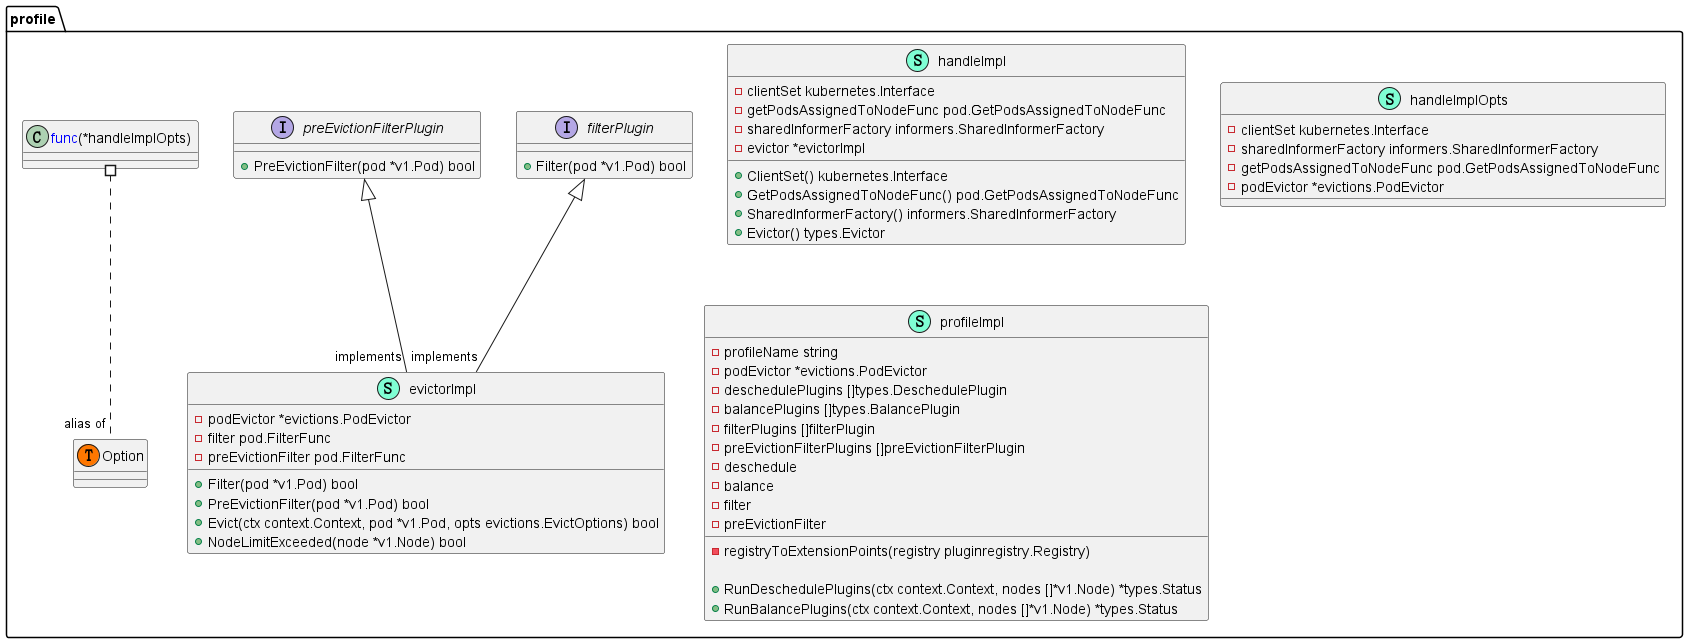 profile
func(*handleImplOpts)
preEvictionFilterPlugin
PreEvictionFilter(pod *v1.Pod) bool
filterPlugin
Filter(pod *v1.Pod) bool
handleImpl
clientSet kubernetes.Interface
getPodsAssignedToNodeFunc pod.GetPodsAssignedToNodeFunc
sharedInformerFactory informers.SharedInformerFactory
evictor *evictorImpl
ClientSet() kubernetes.Interface
GetPodsAssignedToNodeFunc() pod.GetPodsAssignedToNodeFunc
SharedInformerFactory() informers.SharedInformerFactory
Evictor() types.Evictor
handleImplOpts
clientSet kubernetes.Interface
sharedInformerFactory informers.SharedInformerFactory
getPodsAssignedToNodeFunc pod.GetPodsAssignedToNodeFunc
podEvictor *evictions.PodEvictor
implements
implements
alias of
C
I
I
S
S
T
Option
S
evictorImpl
podEvictor *evictions.PodEvictor
filter pod.FilterFunc
preEvictionFilter pod.FilterFunc
Filter(pod *v1.Pod) bool
PreEvictionFilter(pod *v1.Pod) bool
Evict(ctx context.Context, pod *v1.Pod, opts evictions.EvictOptions) bool
NodeLimitExceeded(node *v1.Node) bool
S
profileImpl
profileName string
podEvictor *evictions.PodEvictor
deschedulePlugins []types.DeschedulePlugin
balancePlugins []types.BalancePlugin
filterPlugins []filterPlugin
preEvictionFilterPlugins []preEvictionFilterPlugin
deschedule
balance
filter
preEvictionFilter
registryToExtensionPoints(registry pluginregistry.Registry)
RunDeschedulePlugins(ctx context.Context, nodes []*v1.Node) *types.Status
RunBalancePlugins(ctx context.Context, nodes []*v1.Node) *types.Status